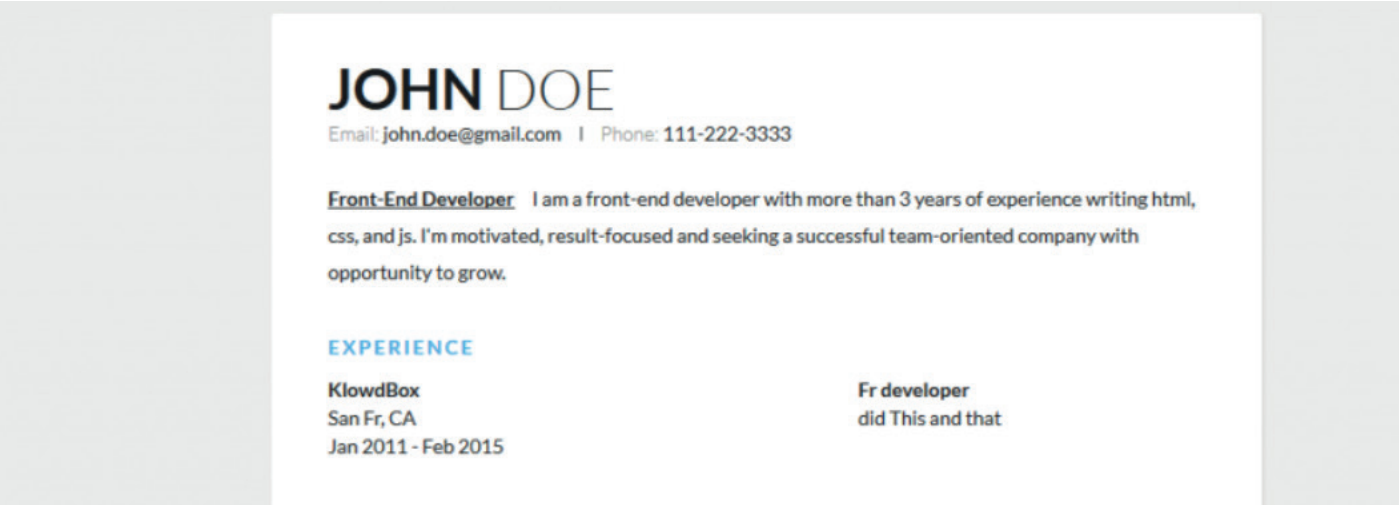 JOHN DOE
Email: john.doe@gmail.com | Phone: 111-222-3333
Front-End Developer I am a front-end developer with more than 3 years of experience writing html,
css, and js. I'm motivated, result-focused and seeking a successful team-oriented company with
opportunity to grow.
EXPERIENCE
KlowdBox
San Fr, CA
Jan 2011 - Feb 2015
Fr developer
did This and that